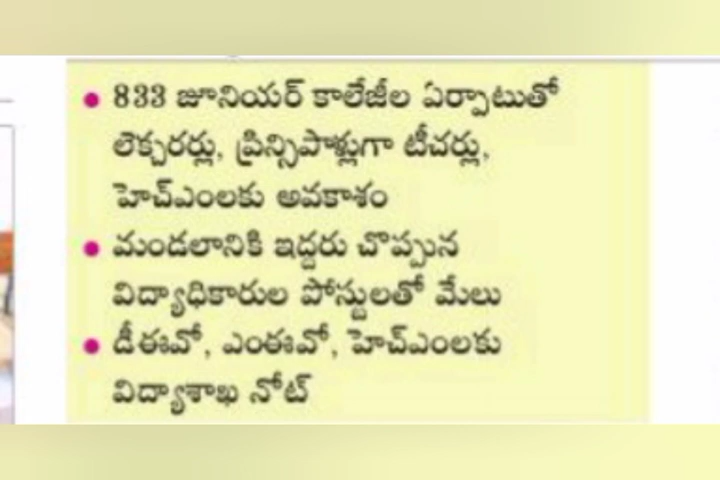 • 833 జూనియర్ కాలేజీల ఏర్పాటుతో
లెక్చరర్లు, ప్రిన్సిపాళ్లుగా టీచర్లు,
హెచ్ఎంలకు అవకాశం
• మండలానికి ఇద్దరు చొప్పున
విద్యాధికారుల పోస్టులతో మేలు
• డీఈవో, ఎంఈవో, హెచ్ఎంలకు
విద్యాశాఖ నోట్